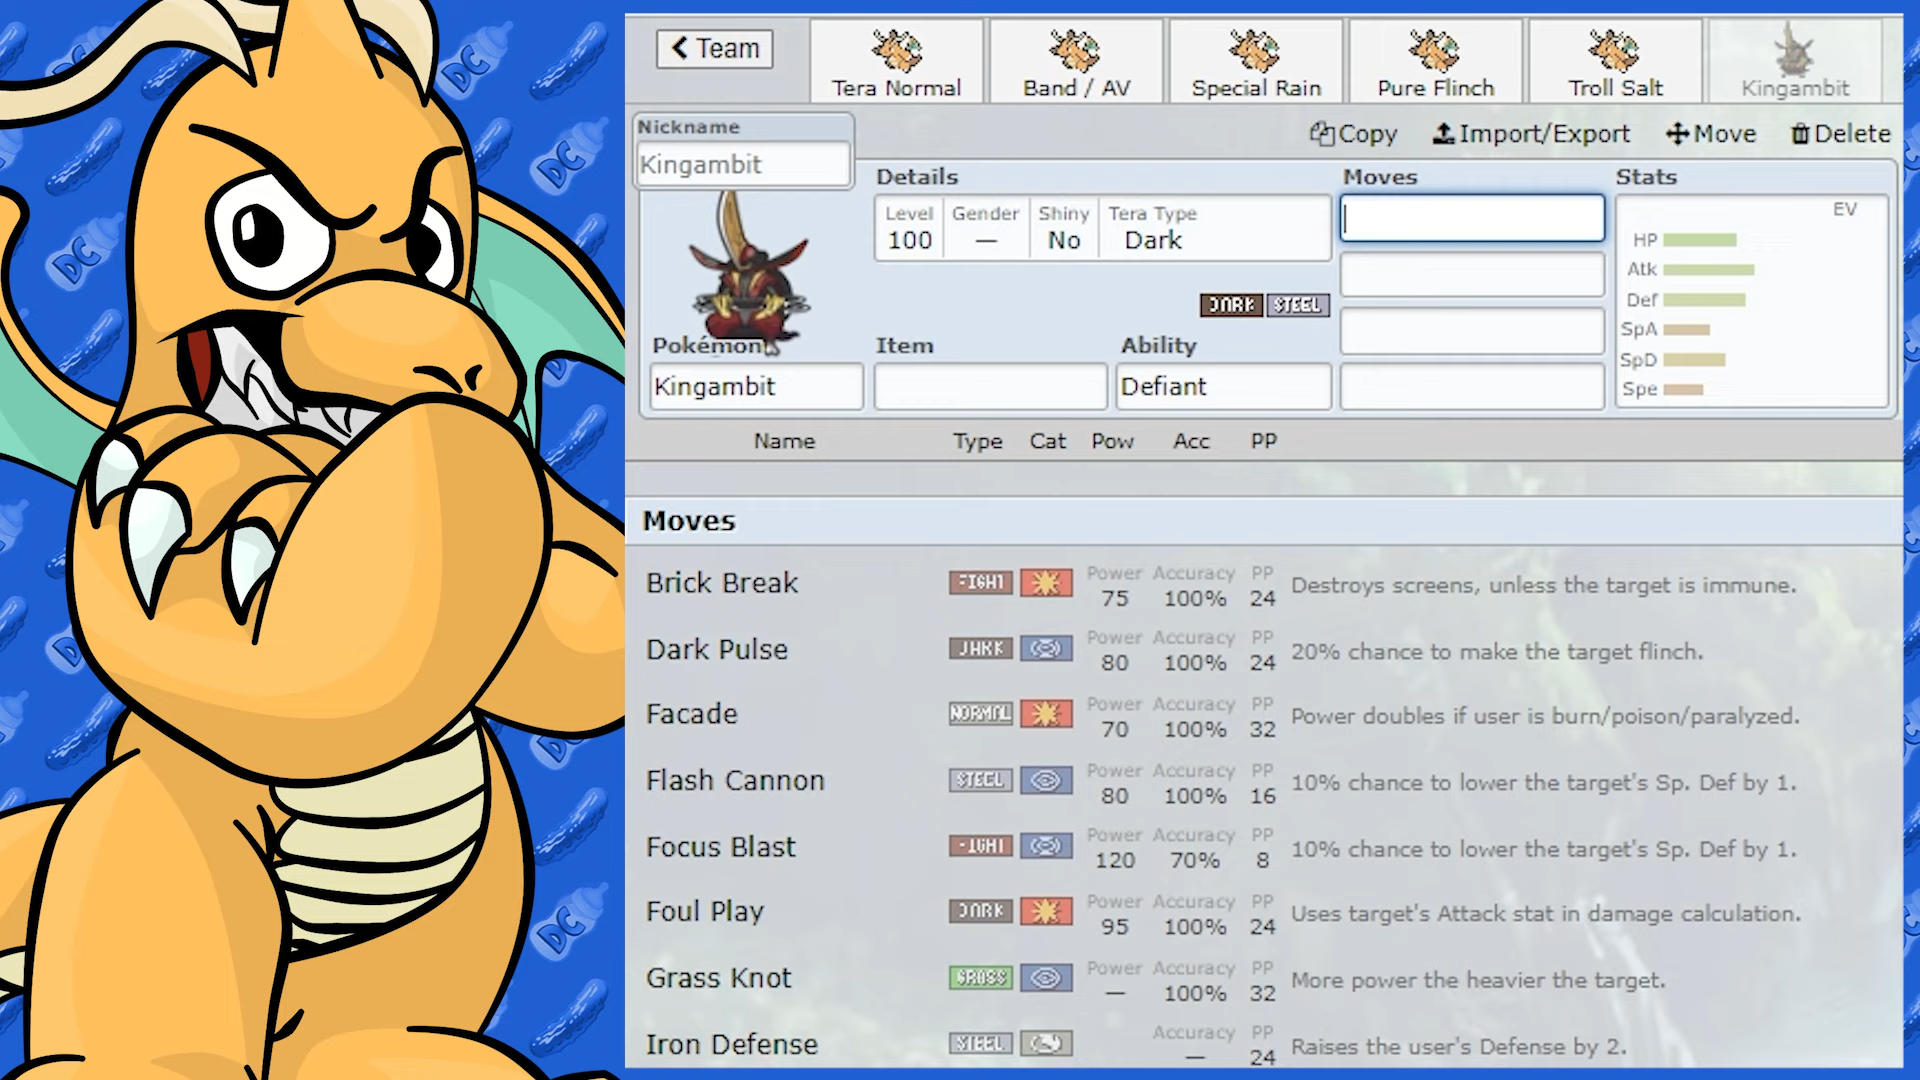 Team
Tera Normal
Band / AV
Special Rain
Pure Flinch
Troll Salt
Kingambit
Copy
Import/Export
Move
Delete
Nickname
Kingambit
Details
Level
100
Gender
—
Shiny
No
Tera Type
Dark
DARK STEEL
Pokémon
Kingambit
Item
Ability
Defiant
Moves
Stats
EV
HP
Atk
Def
SpA
SpD
Spe
Name Type Cat Pow Acc PP
Moves
Brick Break FIGHT Power 75 Accuracy 100% PP 24 Destroys screens, unless the target is immune.
Dark Pulse DARK Power 80 Accuracy 100% PP 24 20% chance to make the target flinch.
Facade NORMAL Power 70 Accuracy 100% PP 32 Power doubles if user is burn/poison/paralyzed.
Flash Cannon STEEL Power 80 Accuracy 100% PP 16 10% chance to lower the target's Sp. Def by 1.
Focus Blast FIGHT Power 120 Accuracy 70% PP 8 10% chance to lower the target's Sp. Def by 1.
Foul Play DARK Power 95 Accuracy 100% PP 24 Uses target's Attack stat in damage calculation.
Grass Knot GRASS Power — Accuracy 100% PP 32 More power the heavier the target.
Iron Defense STEEL Accuracy — PP 24 Raises the user's Defense by 2.
DC
DC
DC
DC